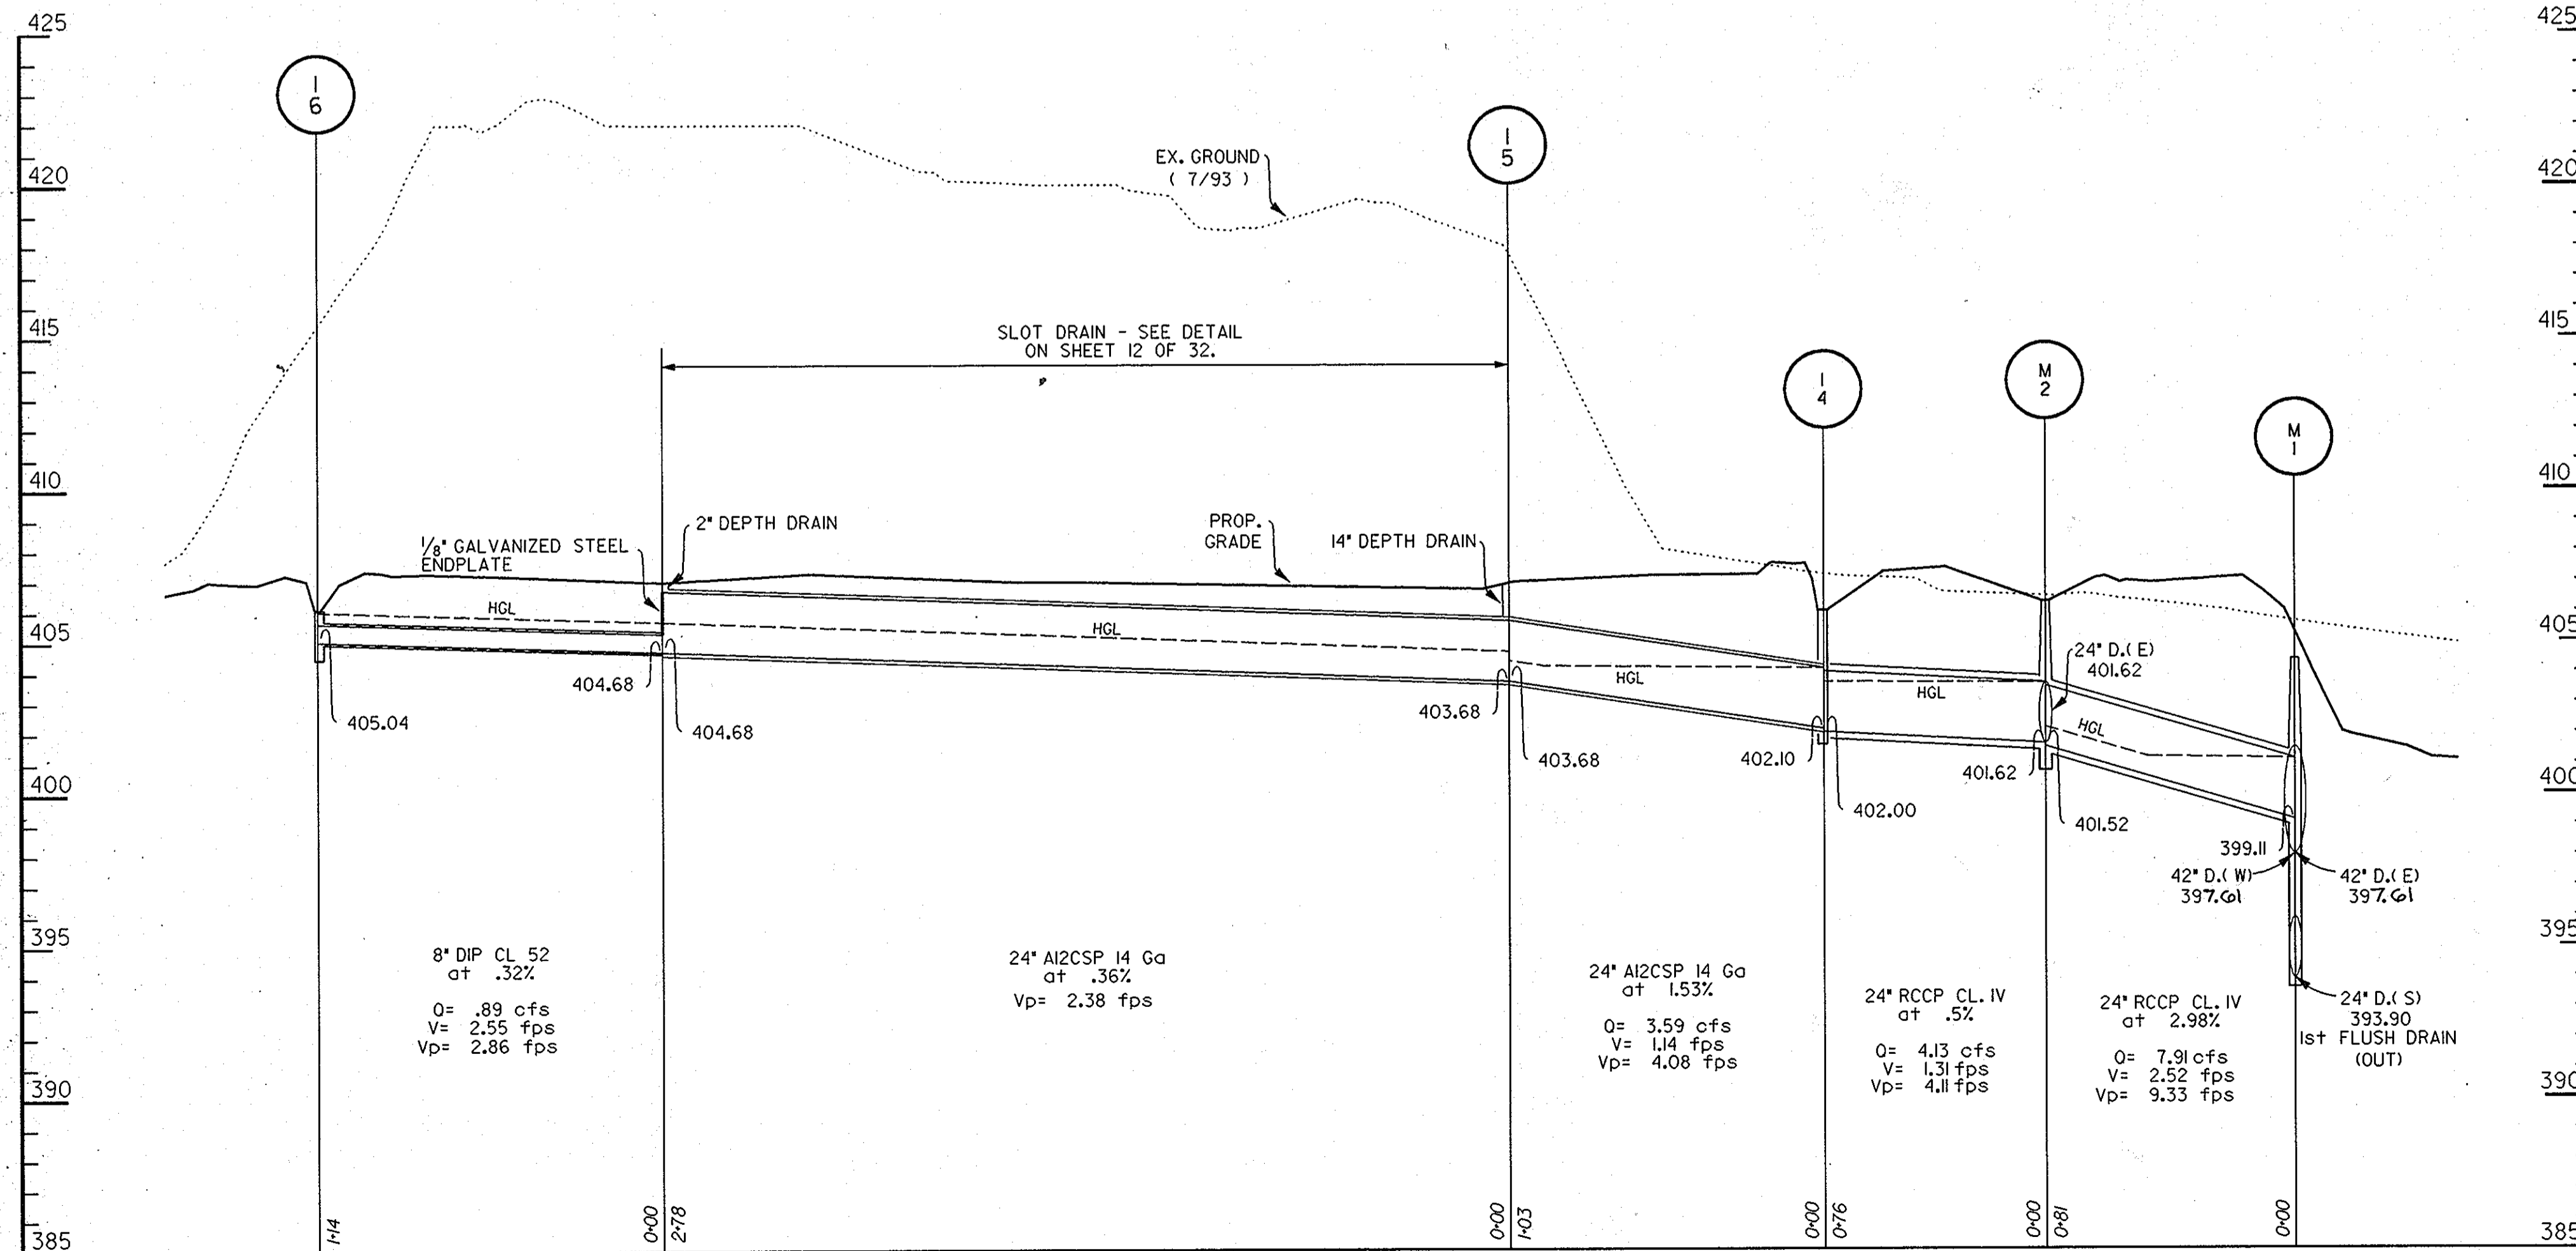 425
420
415
410
405
400
395
390
385
I
6
I
5
I
4
M
2
M
1
EX. GROUND
( 7/93 )
SLOT DRAIN - SEE DETAIL
ON SHEET 12 OF 32.
1/8" GALVANIZED STEEL
ENDPLATE
2" DEPTH DRAIN
PROP.
GRADE
14" DEPTH DRAIN
HGL
HGL
HGL
HGL
HGL
405.04
404.68
404.68
403.68
403.68
402.10
402.00
401.62
401.52
24" D.( E)
401.62
399.11
42" D.( W)
397.61
42" D.( E)
397.61
24" D.( S)
393.90
1st FLUSH DRAIN
(OUT)
8" DIP CL 52
at .32%
Q= .89 cfs
V= 2.55 fps
Vp= 2.86 fps
24" A12CSP 14 Ga
at .36%
Vp= 2.38 fps
24" A12CSP 14 Ga
at 1.53%
Q= 3.59 cfs
V= 1.14 fps
Vp= 4.08 fps
24" RCCP CL. IV
at .5%
Q= 4.13 cfs
V= 1.31 fps
Vp= 4.11 fps
24" RCCP CL. IV
at 2.98%
Q= 7.91 cfs
V= 2.52 fps
Vp= 9.33 fps
1+14
0+00
2+78
0+00
1+03
0+00
0+76
0+00
0+81
0+00
425
420
415
410
405
400
395
390
385